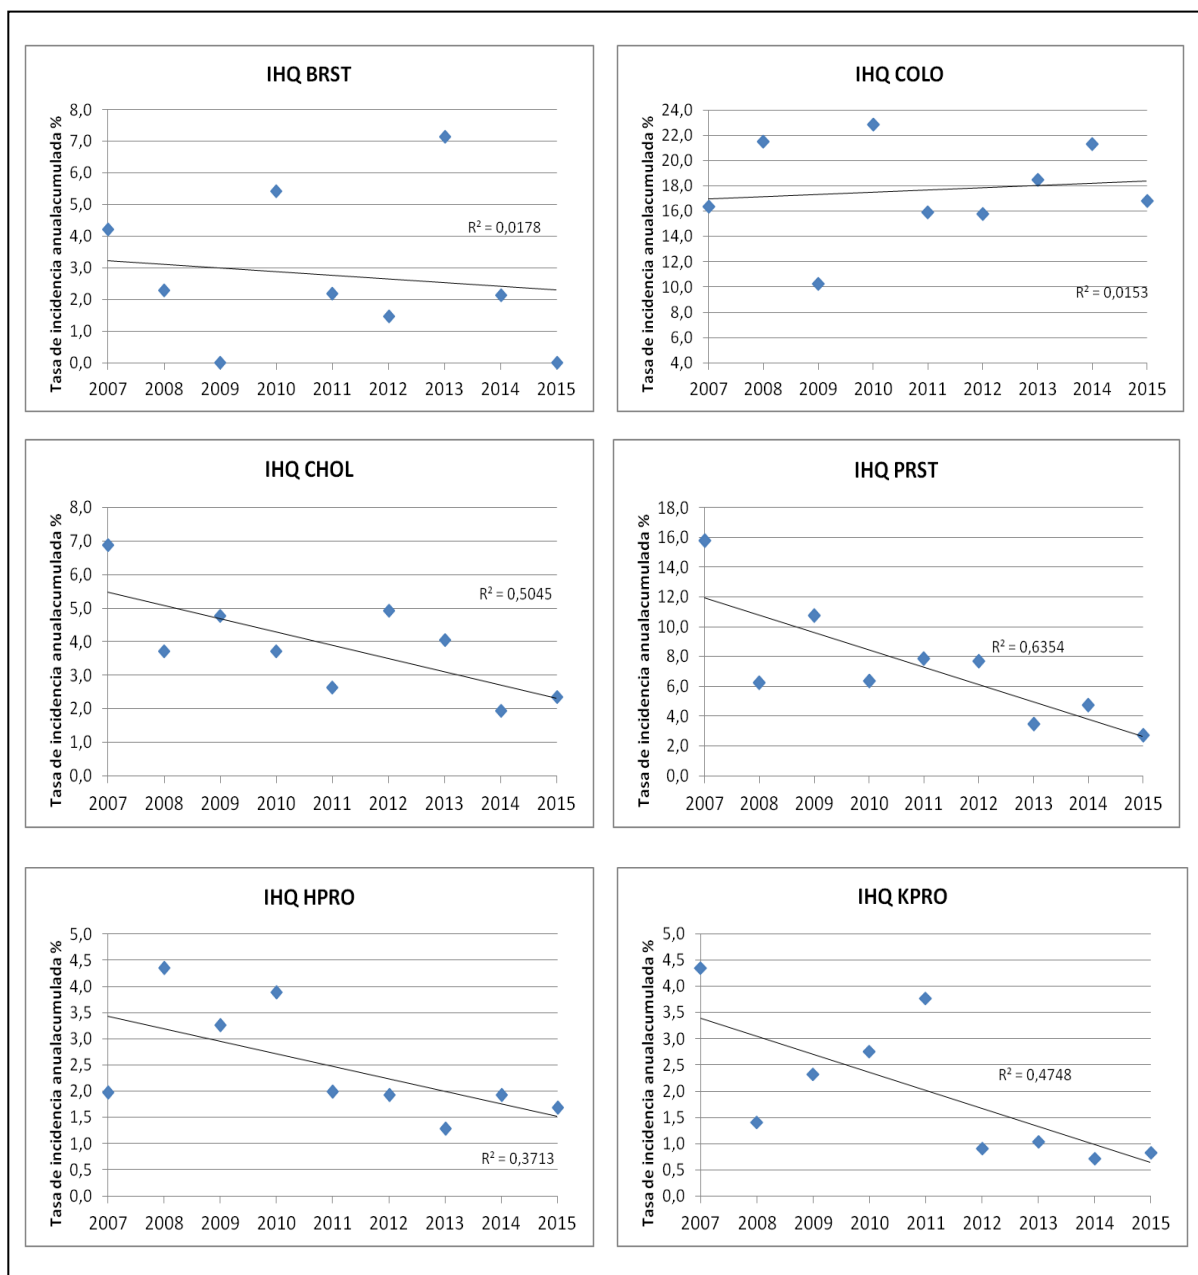 IHQ BRST
Tasa de incidencia anualacumulada %
8,0
7,0
6,0
5,0
4,0
3,0
2,0
1,0
0,0
R² = 0,0178
2007 2008 2009 2010 2011 2012 2013 2014 2015
IHQ COLO
Tasa de incidencia anualacumulada %
24,0
22,0
20,0
18,0
16,0
14,0
12,0
10,0
8,0
6,0
4,0
R² = 0,0153
2007 2008 2009 2010 2011 2012 2013 2014 2015
IHQ CHOL
Tasa de incidencia anualacumulada %
8,0
7,0
6,0
5,0
4,0
3,0
2,0
1,0
0,0
R² = 0,5045
2007 2008 2009 2010 2011 2012 2013 2014 2015
IHQ PRST
Tasa de incidencia anualacumulada %
18,0
16,0
14,0
12,0
10,0
8,0
6,0
4,0
2,0
0,0
R² = 0,6354
2007 2008 2009 2010 2011 2012 2013 2014 2015
IHQ HPRO
Tasa de incidencia anualacumulada %
5,0
4,5
4,0
3,5
3,0
2,5
2,0
1,5
1,0
0,5
0,0
R² = 0,3713
2007 2008 2009 2010 2011 2012 2013 2014 2015
IHQ KPRO
Tasa de incidencia anualacumulada %
5,0
4,5
4,0
3,5
3,0
2,5
2,0
1,5
1,0
0,5
0,0
R² = 0,4748
2007 2008 2009 2010 2011 2012 2013 2014 2015